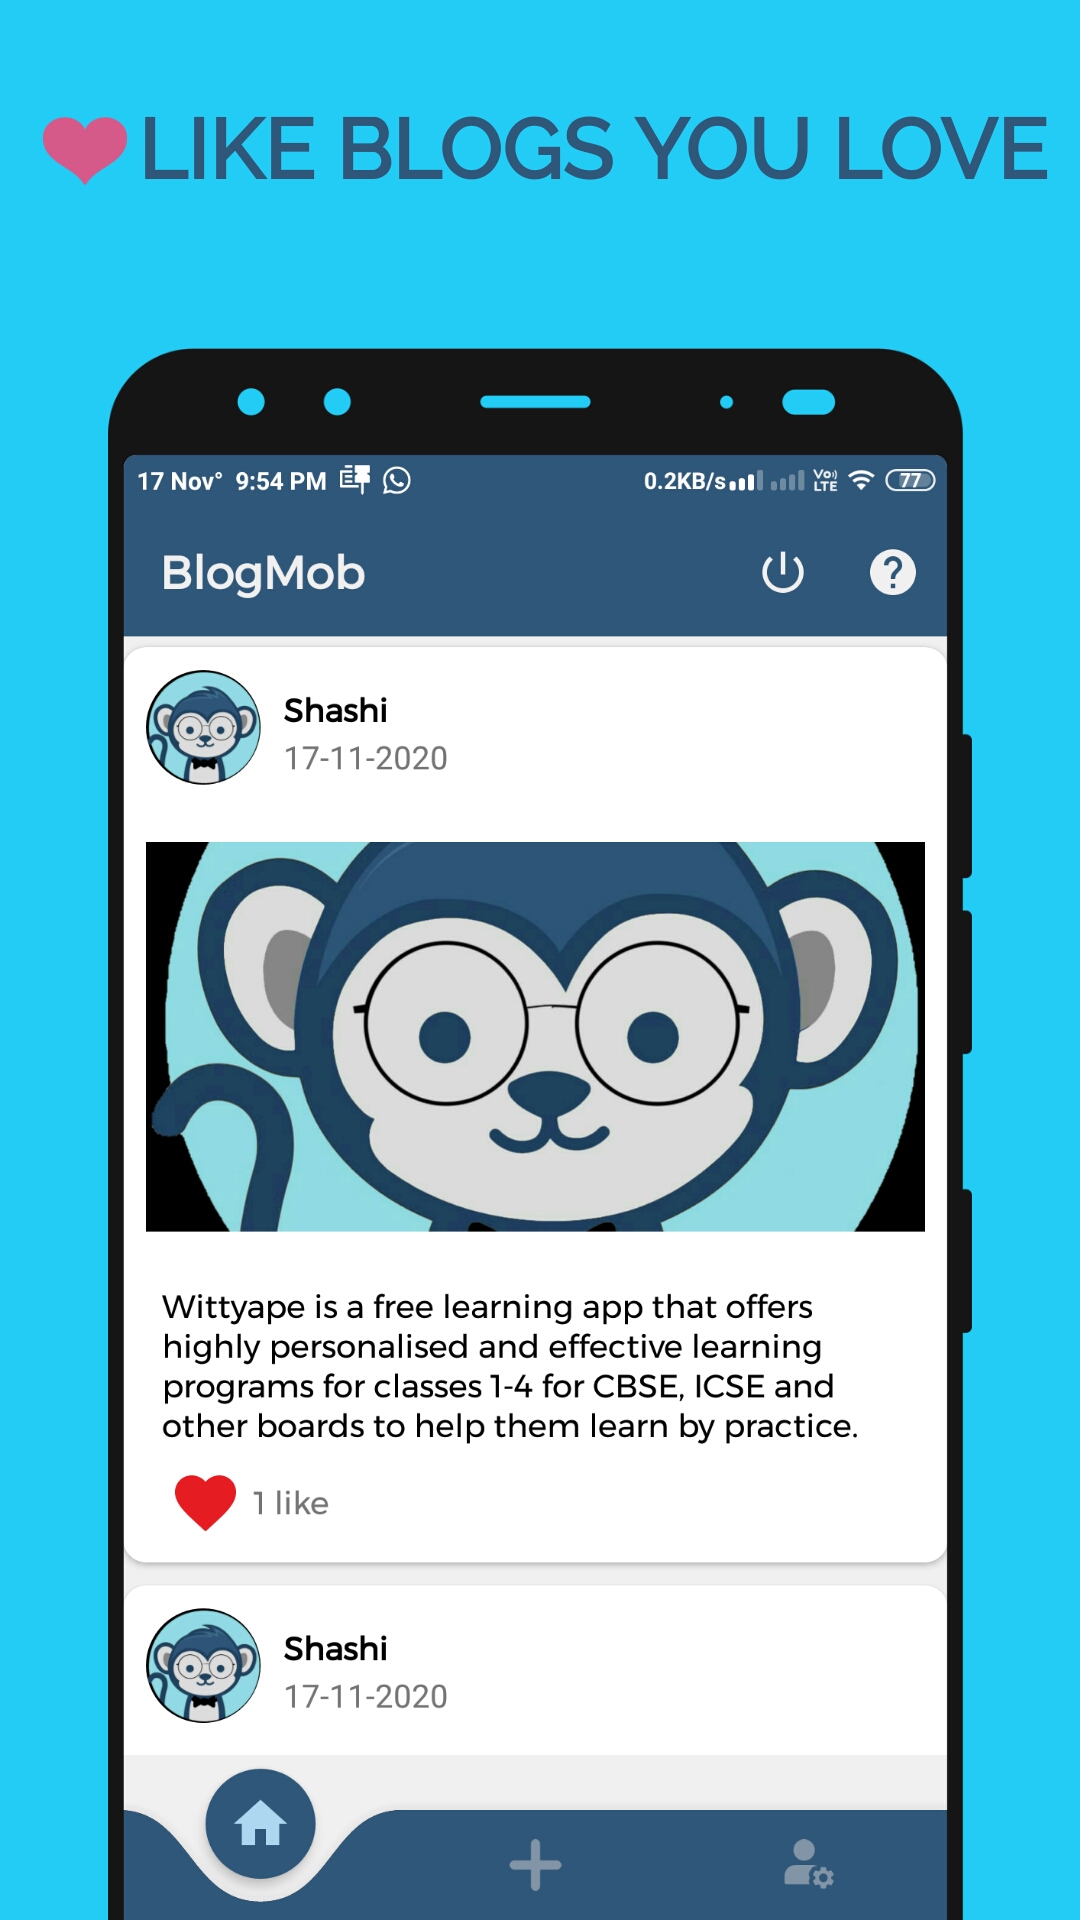 LIKE BLOGS YOU LOVE
17 Nov° 9:54 PM 0.2KB/s Vo) LTE 77
BlogMob
?
Shashi
17-11-2020
Wittyape is a free learning app that offers
highly personalised and effective learning
programs for classes 1-4 for CBSE, ICSE and
other boards to help them learn by practice.
1 like
Shashi
17-11-2020